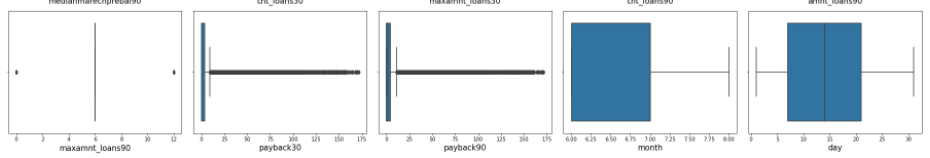 medianmarechprebal90 cnt_loans30 maxamnt_loans30 cnt_loans90 amnt_loans90
0 2 4 6 8 10 12 0 25 50 75 100 125 150 175 0 25 50 75 100 125 150 175 6.00 6.25 6.50 6.75 7.00 7.25 7.50 7.75 8.00 0 5 10 15 20 25 30
maxamnt_loans90 payback30 payback90 month day